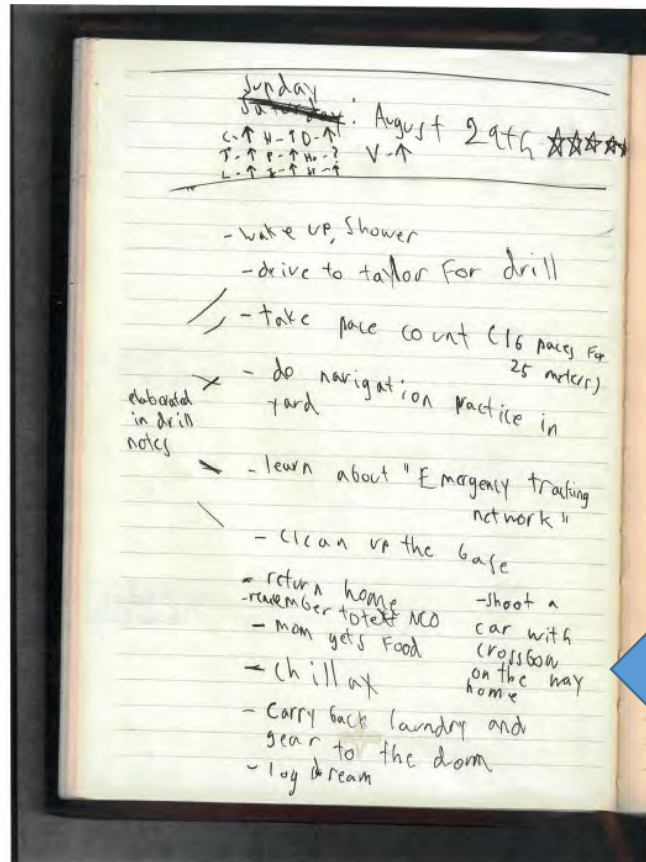 Sunday
Saturday: August 29th ☆☆☆☆☆
C-↑ H-↑ D-↑
T-↑ P-↑ Ho-? V-↑
L-↑
- wake up, Shower
- drive to taylor For drill
- take pace count (16 paces For
25 meters)
- do navigation practice in
yard
elaborated
in drill
notes
- learn about "Emergency tracking
network"
- clean up the base
- return home
- remember to text NCO
- mom gets Food
- shoot a
car with
crossbow
on the way
home
- chillax
- carry back laundry and
gear to the dorm
- log dream